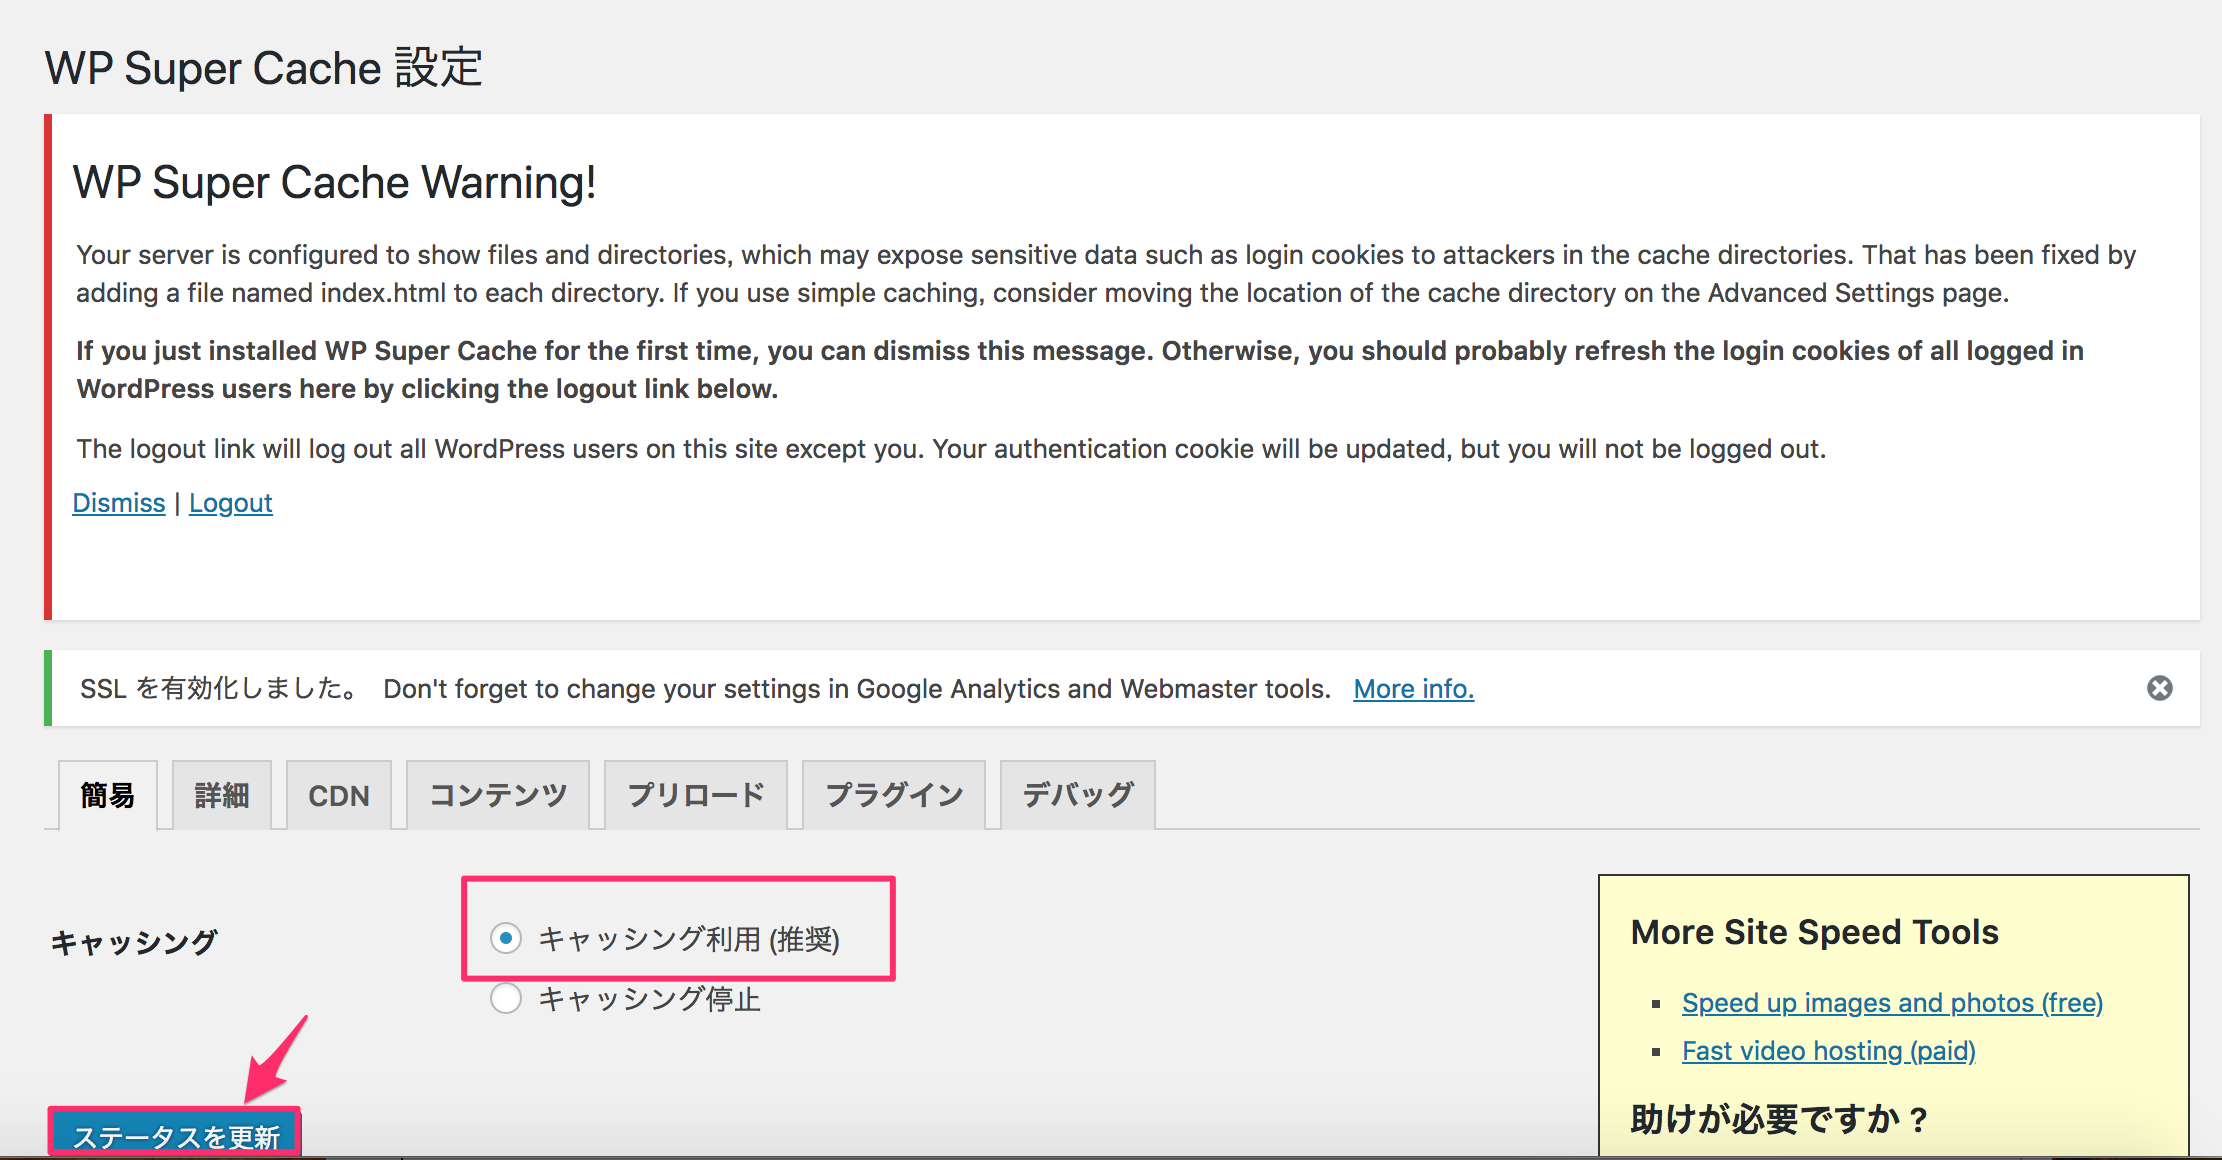 WP Super Cache 設定
WP Super Cache Warning!
Your server is configured to show files and directories, which may expose sensitive data such as login cookies to attackers in the cache directories. That has been fixed by
adding a file named index.html to each directory. If you use simple caching, consider moving the location of the cache directory on the Advanced Settings page.
If you just installed WP Super Cache for the first time, you can dismiss this message. Otherwise, you should probably refresh the login cookies of all logged in
WordPress users here by clicking the logout link below.
The logout link will log out all WordPress users on this site except you. Your authentication cookie will be updated, but you will not be logged out.
Dismiss | Logout
SSL を有効化しました。 Don't forget to change your settings in Google Analytics and Webmaster tools. More info.
簡易 詳細 CDN コンテンツ プリロード プラグイン デバッグ
キャッシング
キャッシング利用 (推奨)
キャッシング停止
ステータスを更新
More Site Speed Tools
Speed up images and photos (free)
Fast video hosting (paid)
助けが必要ですか ?